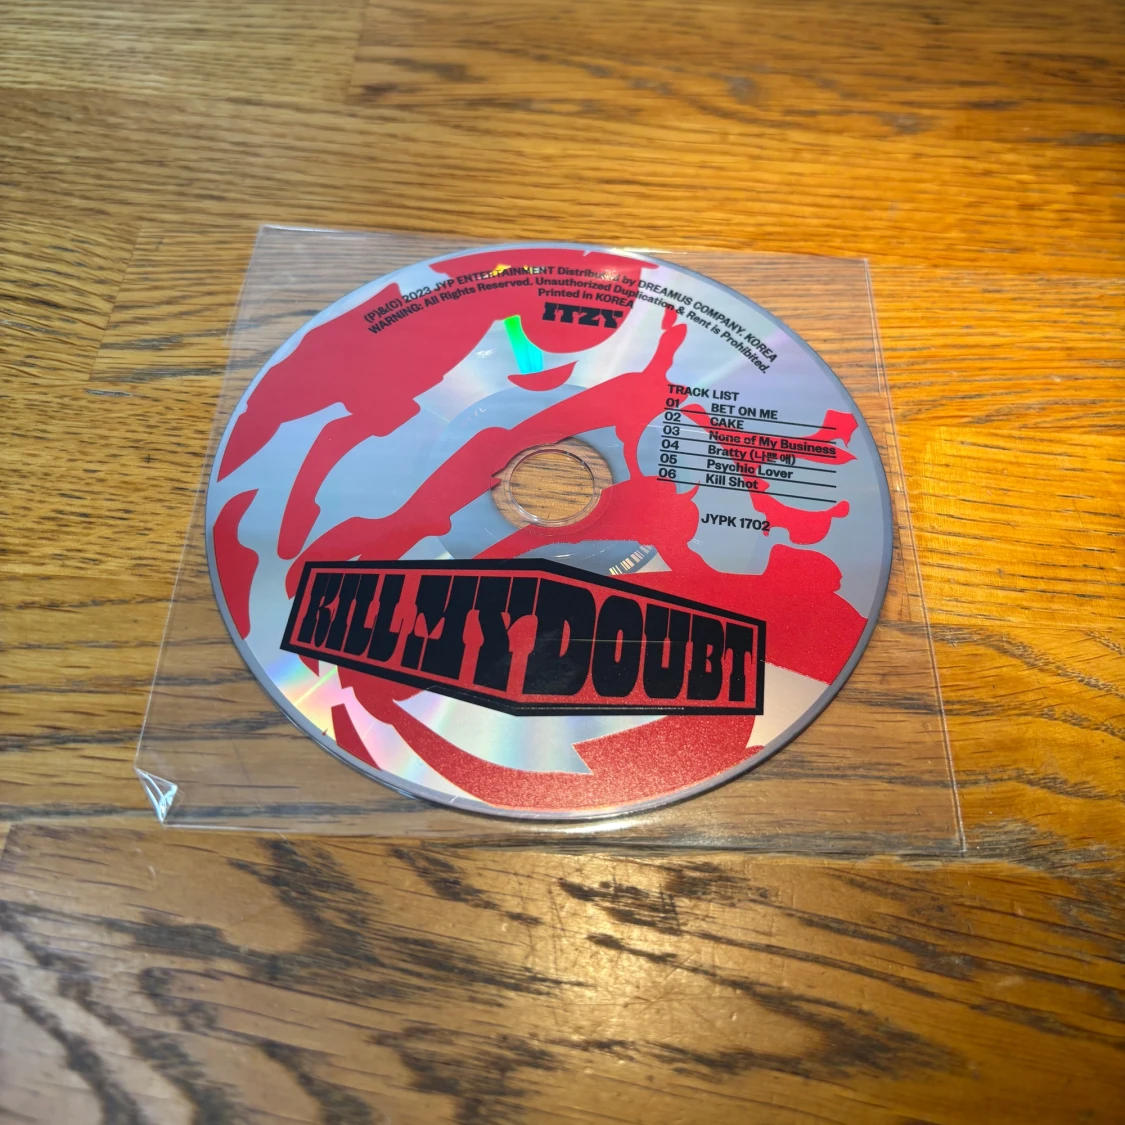 (P)&(C) 2023 JYP ENTERTAINMENT Distributed by DREAMUS COMPANY. KOREA
WARNING: All Rights Reserved. Unauthorized Duplication & Rent is Prohibited.
Printed in KOREA
ITZY
TRACK LIST
01 BET ON ME
02 CAKE
03 None of My Business
04 Bratty (나쁜 애)
05 Psychic Lover
06 Kill Shot
JYPK 1702
KILL MY DOUBT